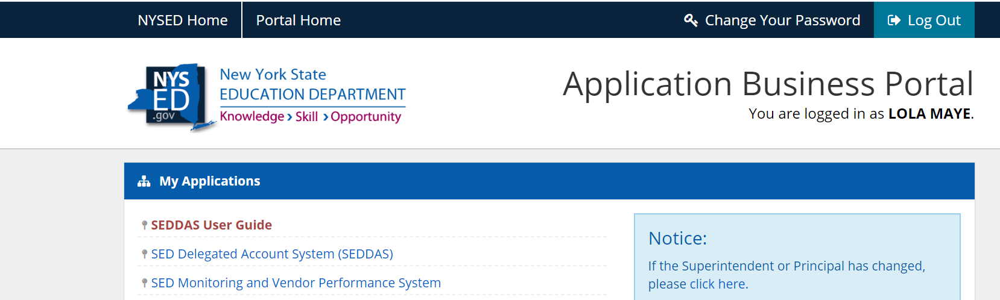 NYSED Home
Portal Home
Change Your Password
Log Out
NYS
ED
.gov
New York State
EDUCATION DEPARTMENT
Knowledge › Skill › Opportunity
Application Business Portal
You are logged in as LOLA MAYE.
My Applications
SEDDAS User Guide
SED Delegated Account System (SEDDAS)
SED Monitoring and Vendor Performance System
Notice:
If the Superintendent or Principal has changed,
please click here.